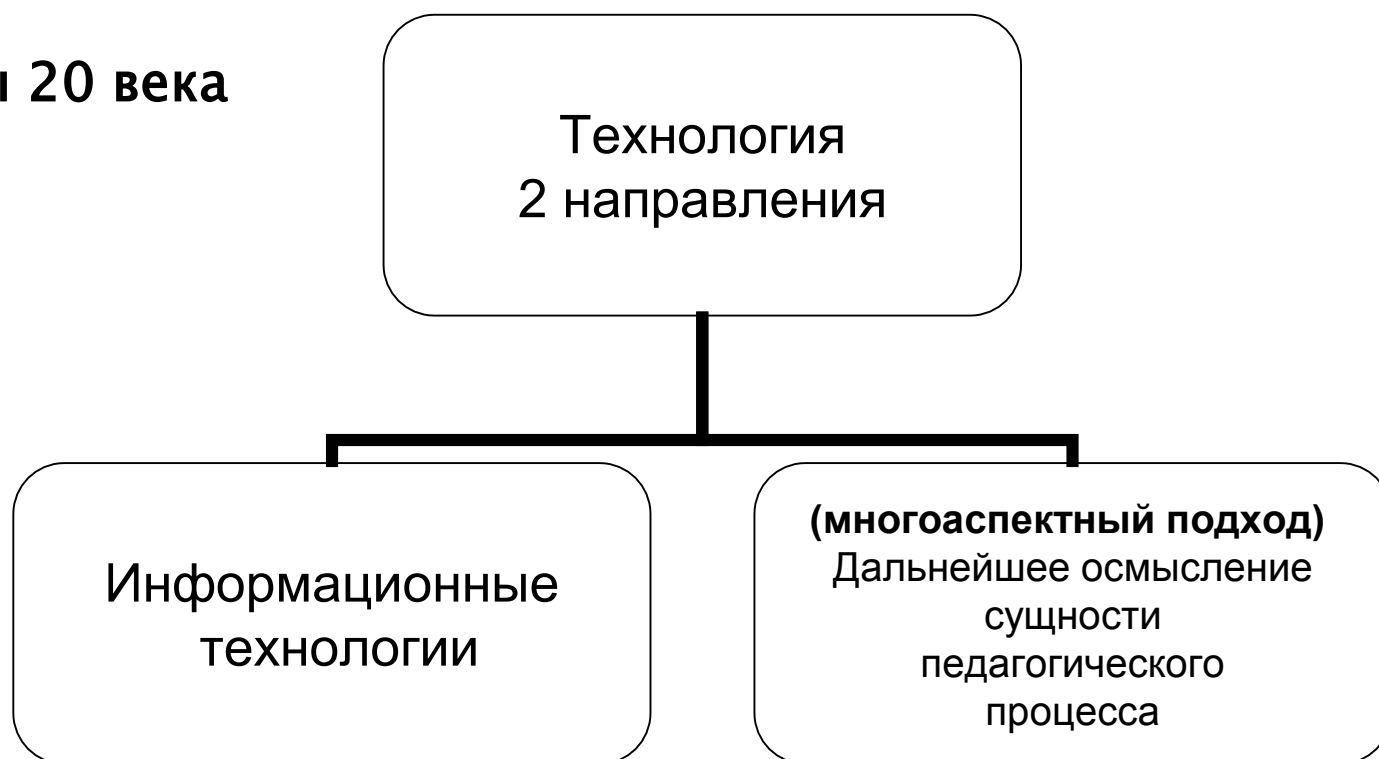 20 века
Технология
2 направления
Информационные
технологии
(многоаспектный подход)
Дальнейшее осмысление
сущности
педагогического
процесса